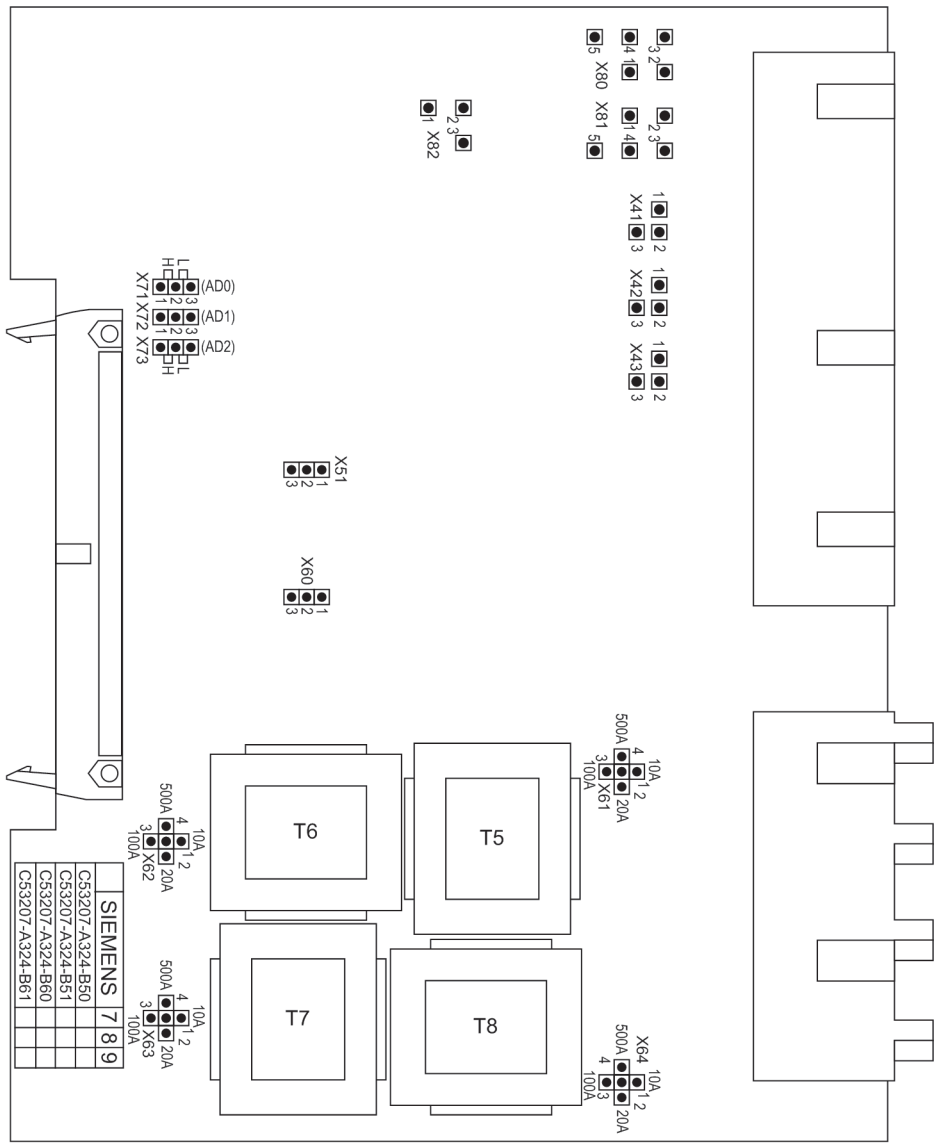 5
4
1
3
2
X80
X81
1
4
5
2
3
1
2
3
X82
X41
1
2
3
X42
1
2
3
X43
1
2
3
H
L
X71
1
2
3
(AD0)
X72
1
2
3
(AD1)
X73
(AD2)
H
L
X51
3
2
1
X60
3
2
1
T6
T5
T7
T8
500A
4
10A
3
1
2
100A
X61
20A
500A
4
10A
3
1
2
100A
X62
20A
500A
4
10A
3
1
2
100A
X63
20A
X64
500A
4
10A
1
2
3
100A
20A
SIEMENS 7 8 9
C53207-A324-B50
C53207-A324-B51
C53207-A324-B60
C53207-A324-B61